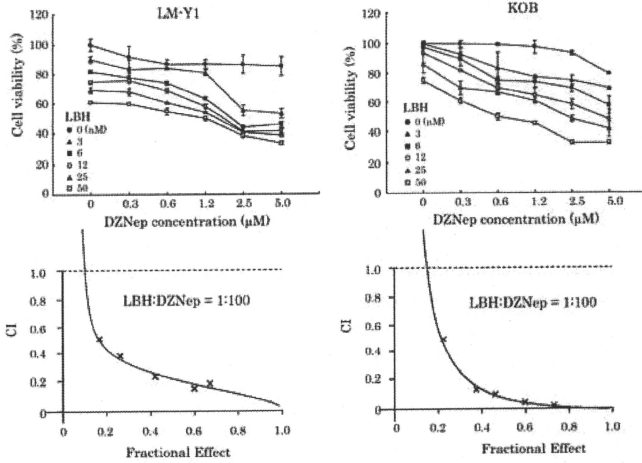 LM-Y1
Cell viability (%)
120
100
80
60
40
20
0
LBH
0 (nM)
3
6
12
25
50
0 0.3 0.6 1.2 2.5 5.0
DZNep concentration (μM)
KOB
Cell viability (%)
120
100
80
60
40
20
0
LBH
0 (nM)
3
6
12
25
50
0 0.3 0.6 1.2 2.5 5.0
DZNep concentration (μM)
CI
1.0
0.8
0.6
0.4
0.2
0
LBH:DZNep = 1:100
0 0.2 0.4 0.6 0.8 1.0
Fractional Effect
CI
1.0
0.8
0.6
0.4
0.2
0
LBH:DZNep = 1:100
0 0.2 0.4 0.6 0.8 1.0
Fractional Effect